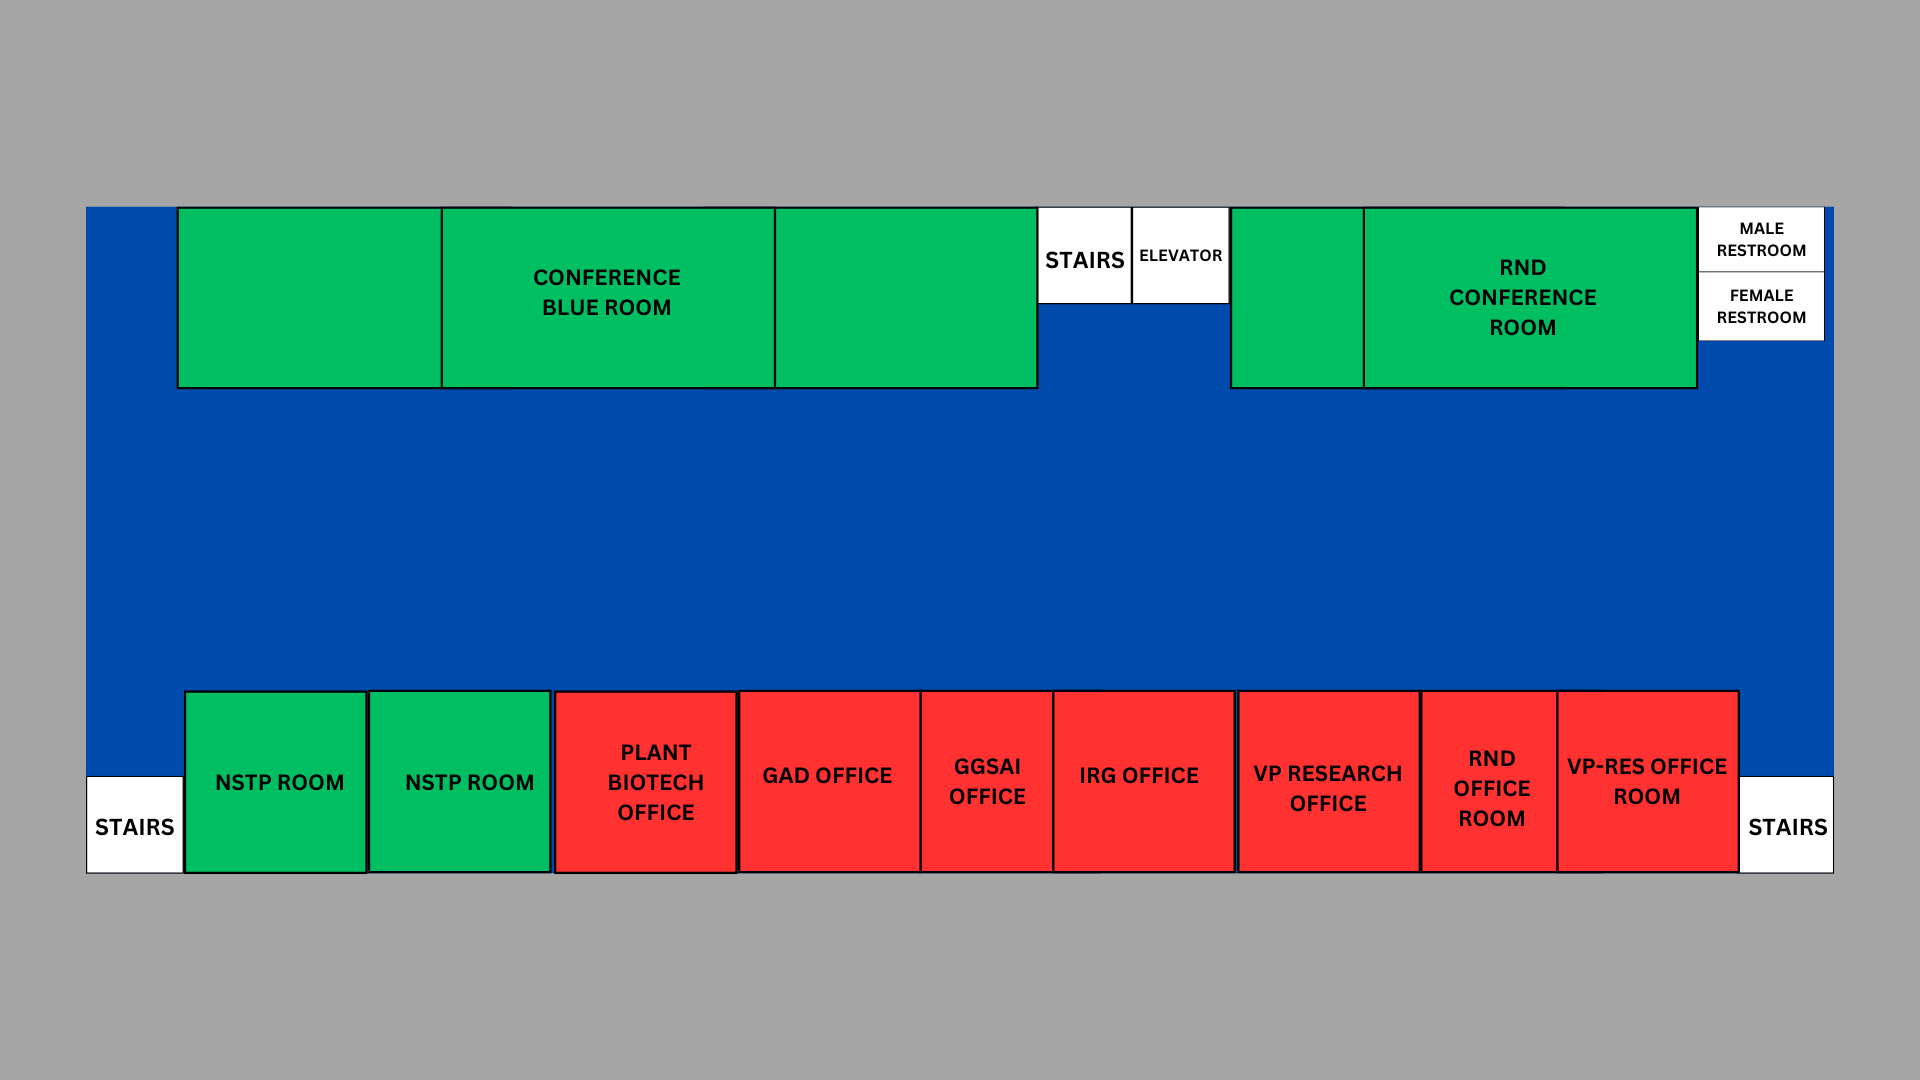 CONFERENCE
BLUE ROOM
STAIRS
ELEVATOR
RND
CONFERENCE
ROOM
MALE
RESTROOM
FEMALE
RESTROOM
STAIRS
NSTP ROOM
NSTP ROOM
PLANT
BIOTECH
OFFICE
GAD OFFICE
GGSAI
OFFICE
IRG OFFICE
VP RESEARCH
OFFICE
RND
OFFICE
ROOM
VP-RES OFFICE
ROOM
STAIRS